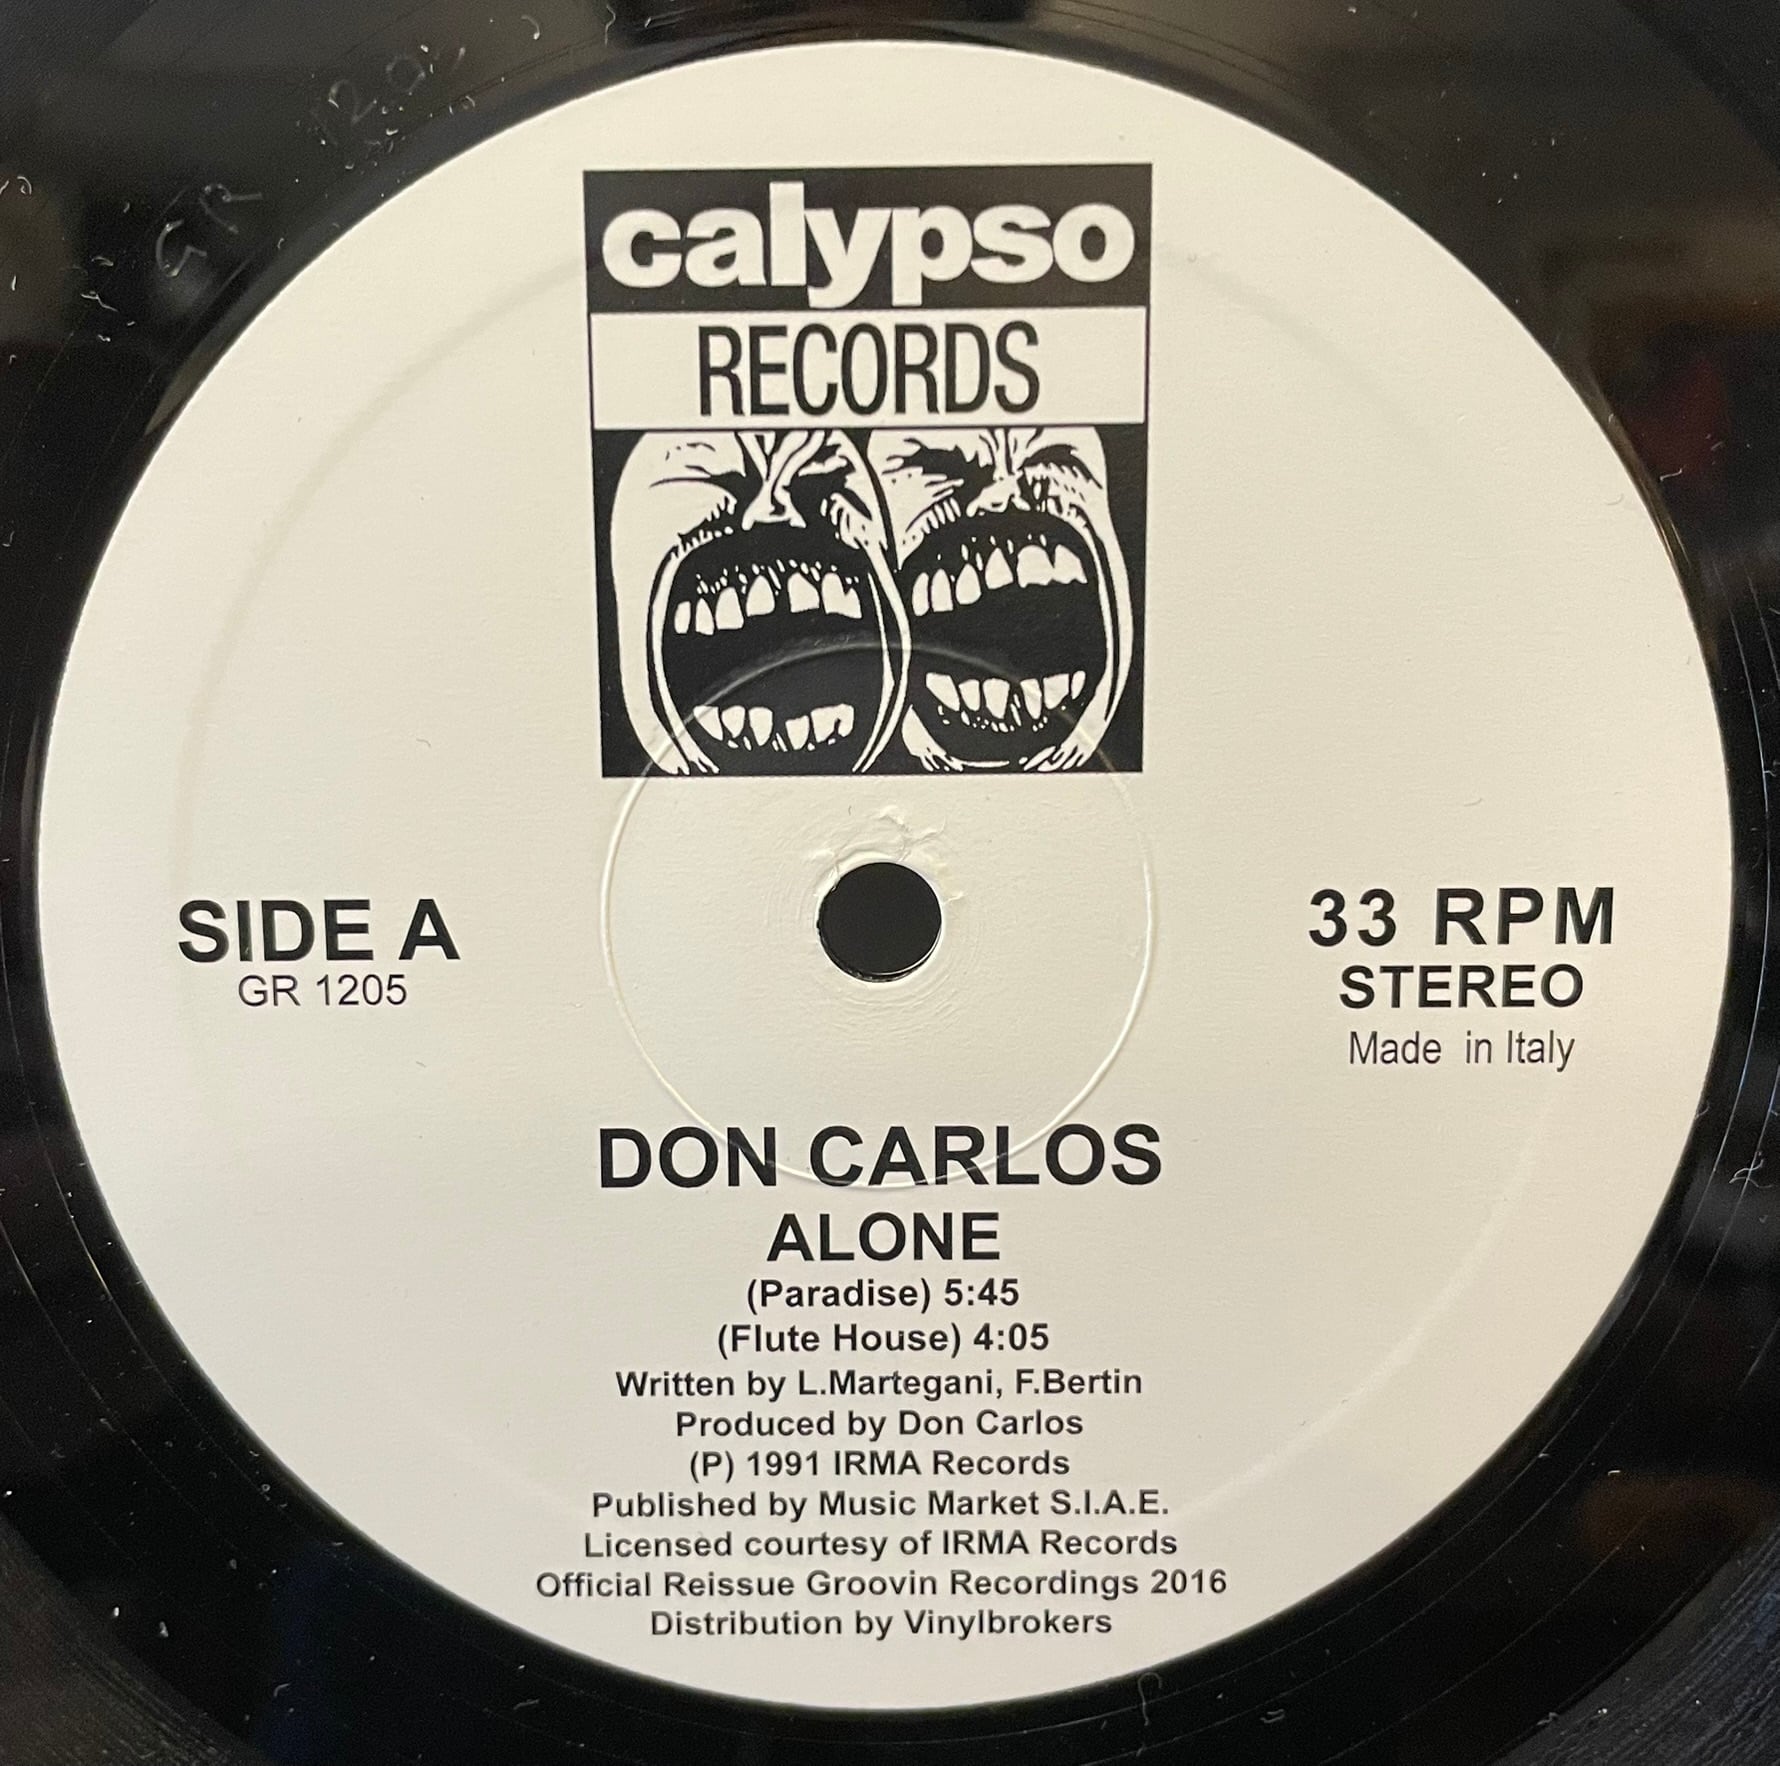 GR 1205
calypso
RECORDS
SIDE A
GR 1205
33 RPM
STEREO
Made in Italy
DON CARLOS
ALONE
(Paradise) 5:45
(Flute House) 4:05
Written by L.Martegani, F.Bertin
Produced by Don Carlos
(P) 1991 IRMA Records
Published by Music Market S.I.A.E.
Licensed courtesy of IRMA Records
Official Reissue Groovin Recordings 2016
Distribution by Vinylbrokers